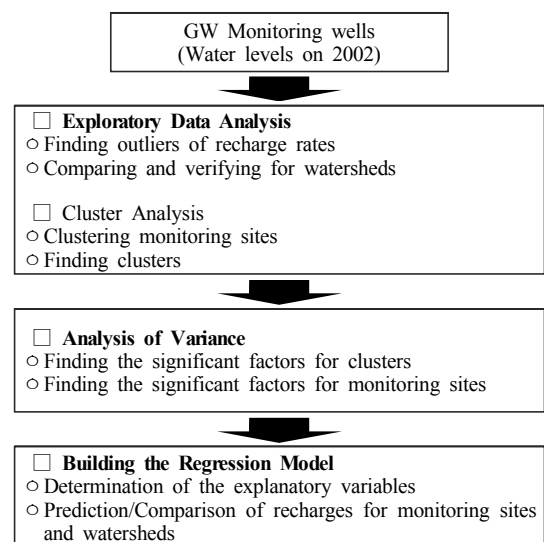 GW Monitoring wells
(Water levels on 2002)
□ Exploratory Data Analysis
○ Finding outliers of recharge rates
○ Comparing and verifying for watersheds
□ Cluster Analysis
○ Clustering monitoring sites
○ Finding clusters
□ Analysis of Variance
○ Finding the significant factors for clusters
○ Finding the significant factors for monitoring sites
□ Building the Regression Model
○ Determination of the explanatory variables
○ Prediction/Comparison of recharges for monitoring sites
and watersheds